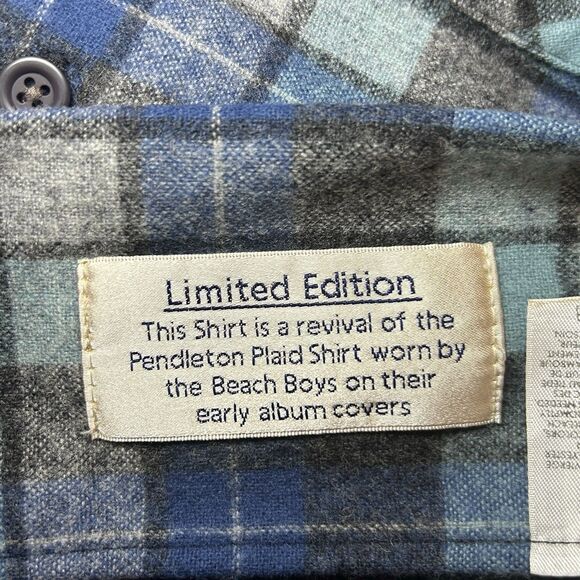 Limited Edition
This Shirt is a revival of the
Pendleton Plaid Shirt worn by
the Beach Boys on their
early album covers